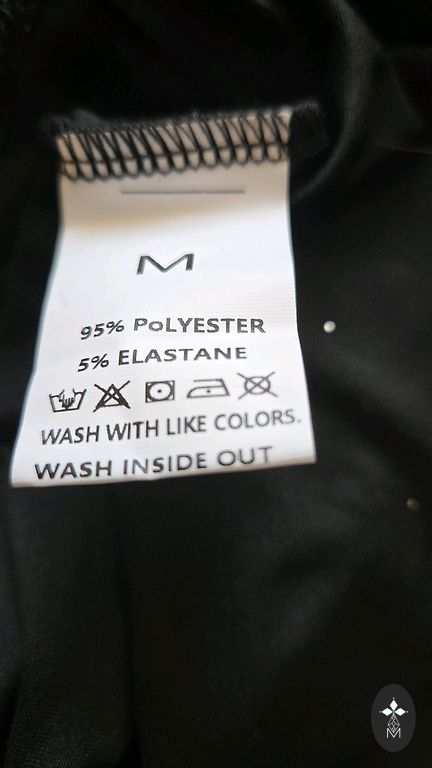 M
95% PoLYESTER
5% ELASTANE
WASH WITH LIKE COLORS.
WASH INSIDE OUT
M